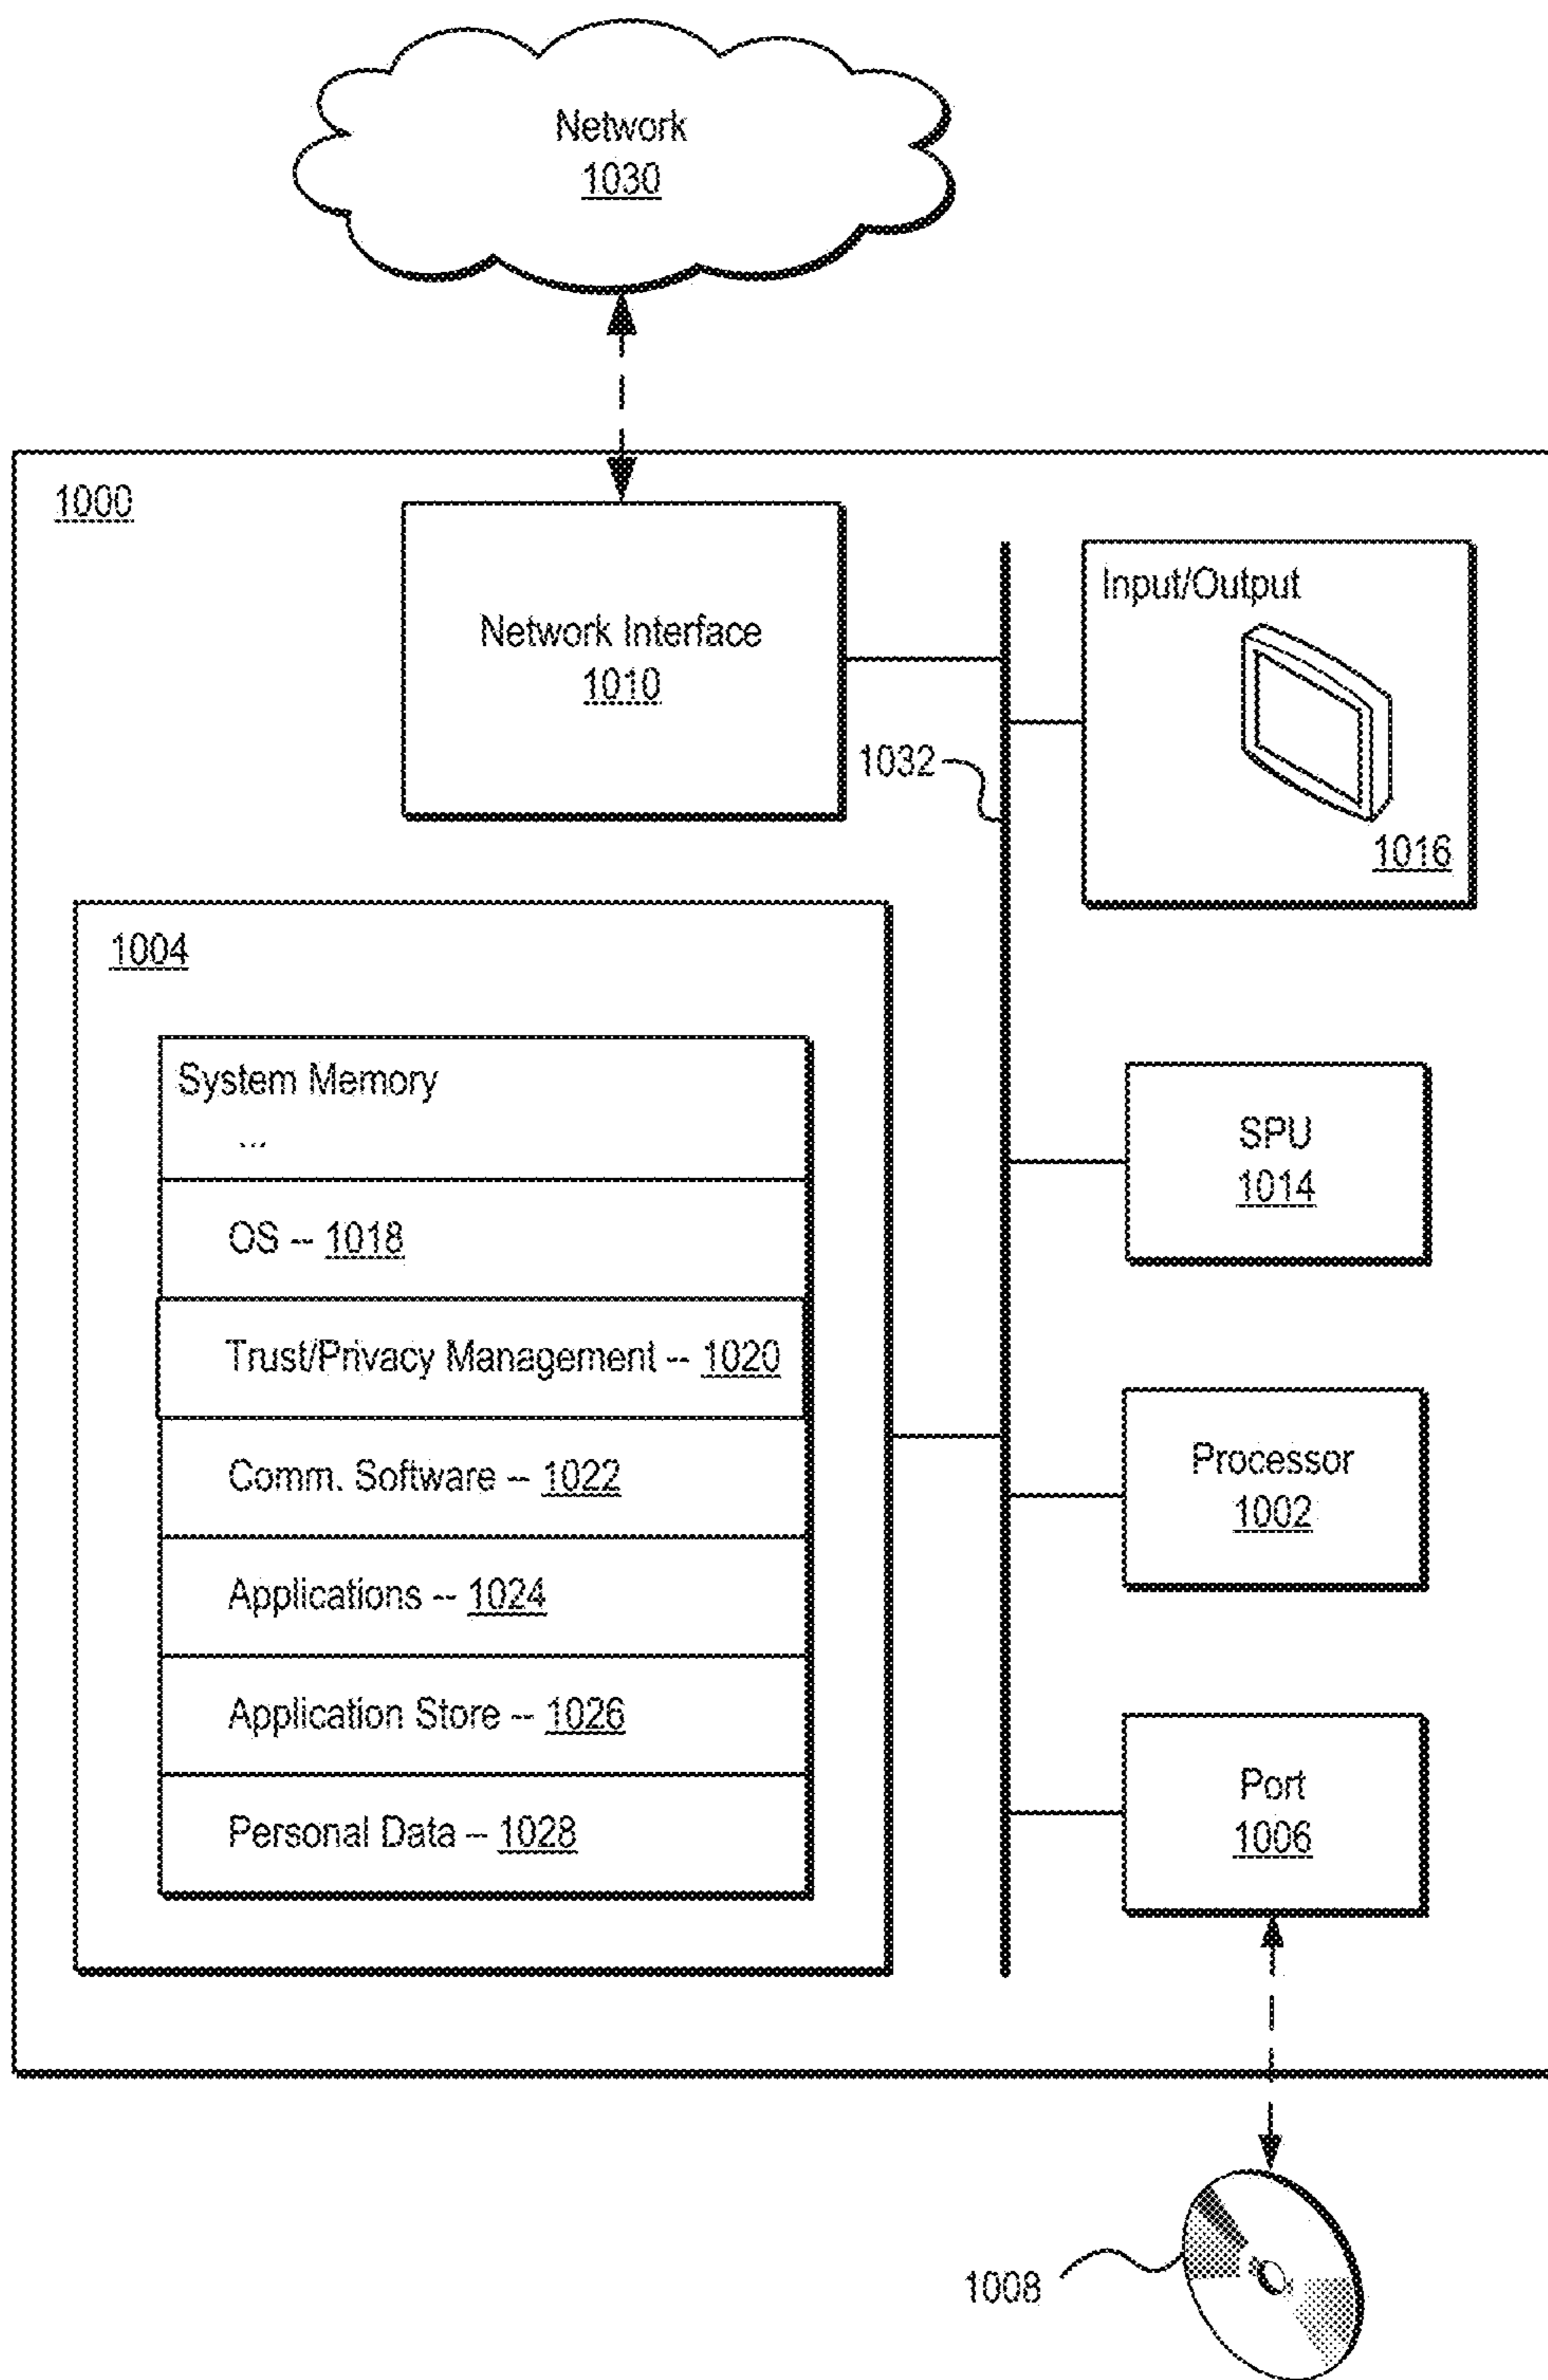 Network
1030
1000
Network Interface
1010
Input/Output
1016
1032
1004
System Memory
...
OS -- 1018
Trust/Privacy Management -- 1020
Comm. Software -- 1022
Applications -- 1024
Application Store -- 1026
Personal Data -- 1028
SPU
1014
Processor
1002
Port
1006
1008